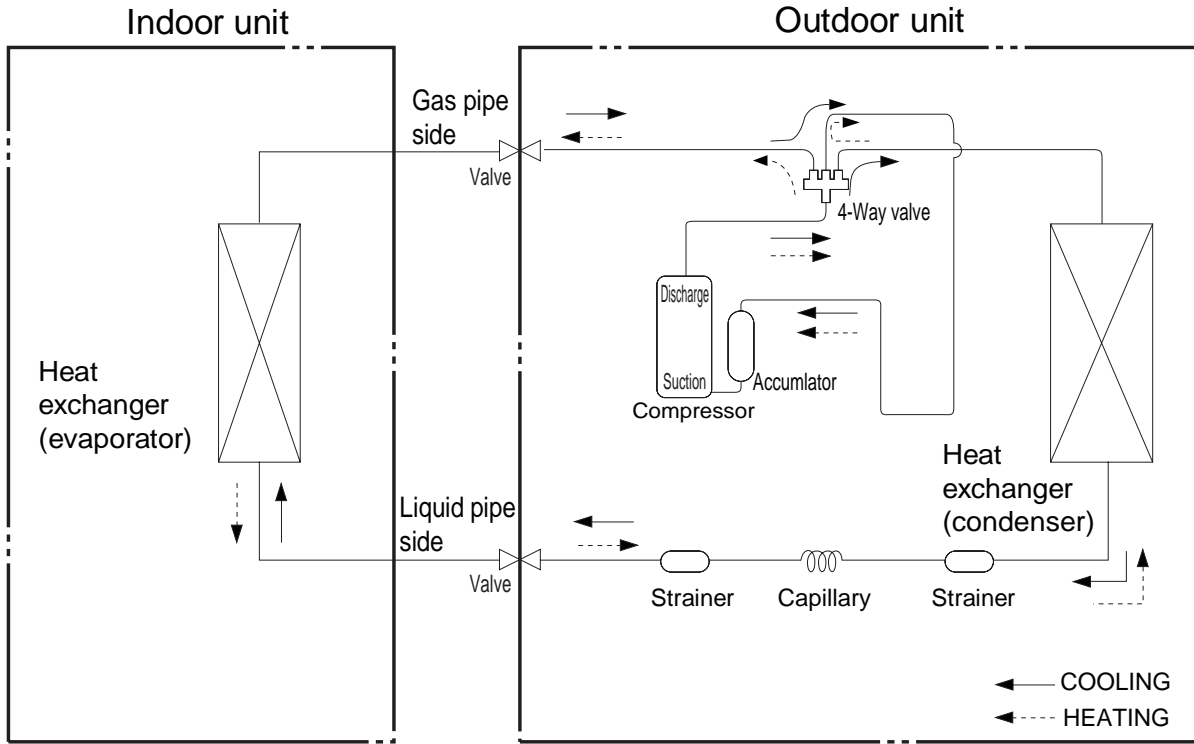 Indoor unit
Outdoor unit
Gas pipe
side
Valve
4-Way valve
Discharge
Suction
Compressor
Accumlator
Heat
exchanger
(evaporator)
Heat
exchanger
(condenser)
Liquid pipe
side
Valve
Strainer
Capillary
Strainer
COOLING
HEATING